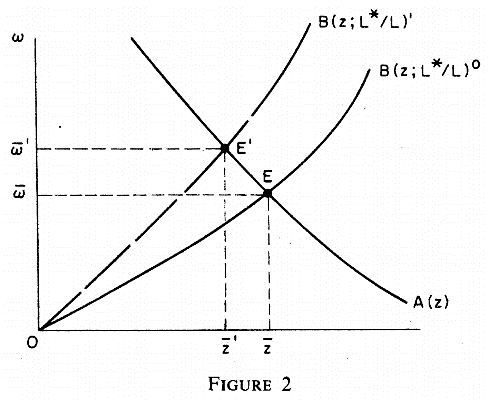 ω
B(z; L*/L)'
B(z; L*/L)⁰
ω̄'
E'
ω̄
E
A(z)
O
z̄'
z̄
FIGURE 2